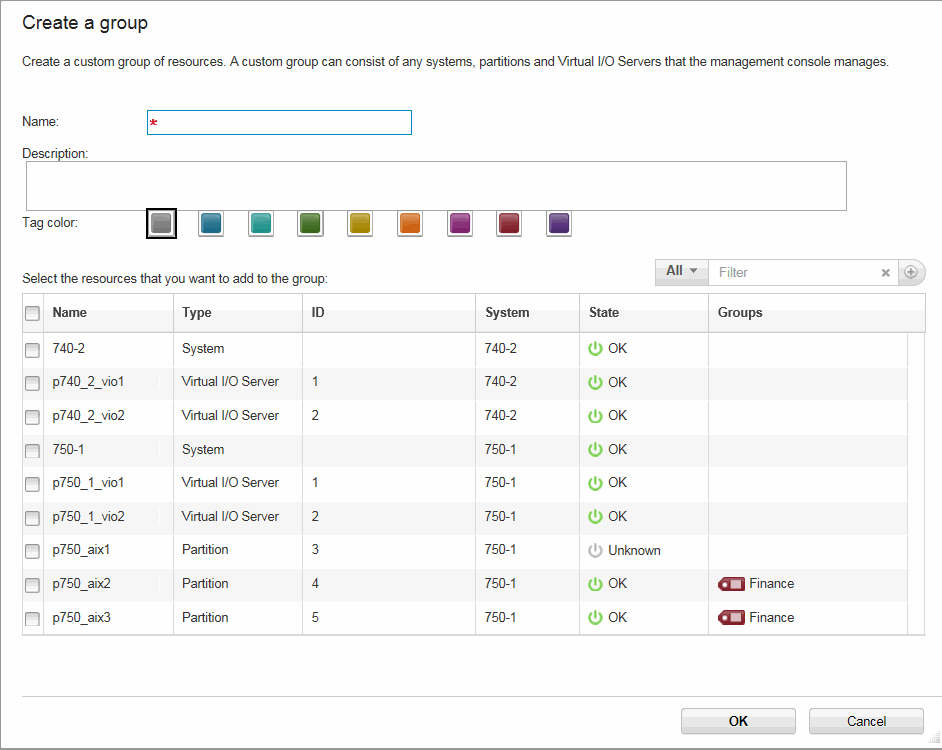 Create a group
Create a custom group of resources. A custom group can consist of any systems, partitions and Virtual I/O Servers that the management console manages.
Name: *
Description:
Tag color:
Select the resources that you want to add to the group: All Filter
Name Type ID System State Groups
740-2 System 740-2 OK
p740_2_vio1 Virtual I/O Server 1 740-2 OK
p740_2_vio2 Virtual I/O Server 2 740-2 OK
750-1 System 750-1 OK
p750_1_vio1 Virtual I/O Server 1 750-1 OK
p750_1_vio2 Virtual I/O Server 2 750-1 OK
p750_aix1 Partition 3 750-1 Unknown
p750_aix2 Partition 4 750-1 OK Finance
p750_aix3 Partition 5 750-1 OK Finance
OK Cancel